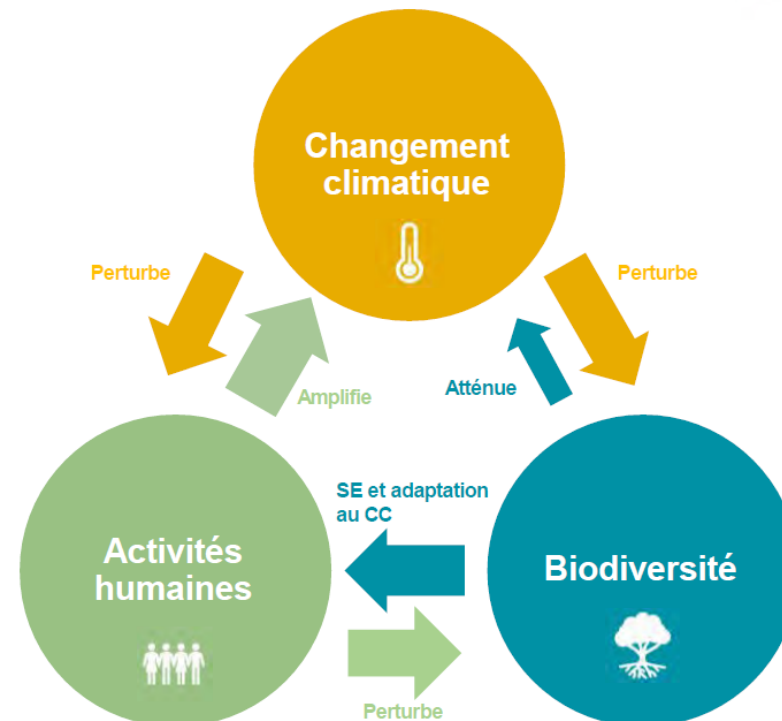 Changement
climatique
Perturbe
Perturbe
Amplifie
Atténue
SE et adaptation
au CC
Activités
humaines
Biodiversité
Perturbe